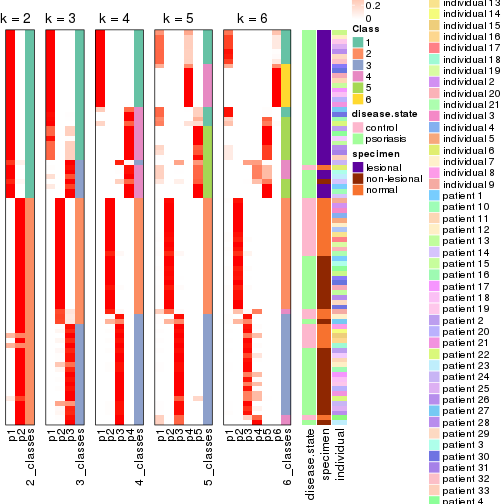 k = 2
k = 3
k = 4
k = 5
k = 6
0.2
0
Class
1
2
3
4
5
6
disease.state
control
psoriasis
specimen
lesional
non-lesional
normal
individual 13
individual 14
individual 15
individual 16
individual 17
individual 18
individual 19
individual 2
individual 20
individual 21
individual 3
individual 4
individual 5
individual 6
individual 7
individual 8
individual 9
patient 1
patient 10
patient 11
patient 12
patient 13
patient 14
patient 15
patient 16
patient 17
patient 18
patient 19
patient 2
patient 20
patient 21
patient 22
patient 23
patient 24
patient 25
patient 26
patient 27
patient 28
patient 29
patient 3
patient 30
patient 31
patient 32
patient 33
patient 4
p1
p2
2_classes
p1
p2
p3
3_classes
p1
p2
p3
p4
4_classes
p1
p2
p3
p4
p5
5_classes
p1
p2
p3
p4
p5
p6
6_classes
disease.state
specimen
individual